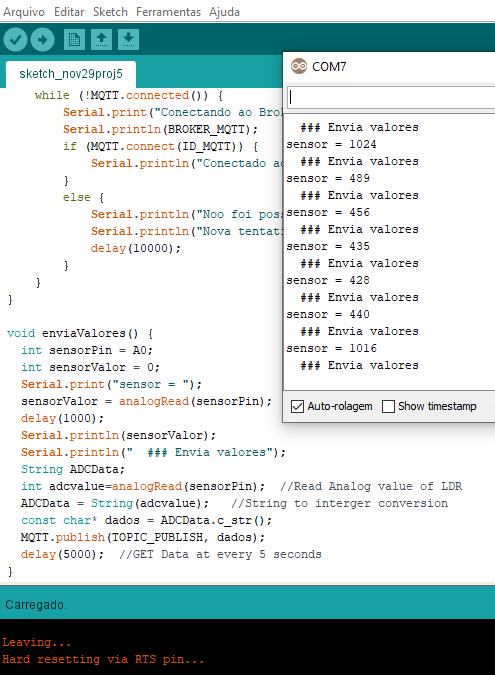 Arquivo Editar Sketch Ferramentas Ajuda
sketch_nov29proj5
while (!MQTT.connected()) {
Serial.print("Conectando ao Bro
Serial.println(BROKER_MQTT);
if (MQTT.connect(ID_MQTT)) {
Serial.println("Conectado ao
}
else {
Serial.println("Noo foi poss
Serial.println("Nova tentati
delay(10000);
}
}
}
void enviaValores() {
int sensorPin = A0;
int sensorValor = 0;
Serial.print("sensor = ");
sensorValor = analogRead(sensorPin);
delay(1000);
Serial.println(sensorValor);
Serial.println("  ### Envia valores");
String ADCData;
int adcvalue=analogRead(sensorPin);  //Read Analog value of LDR
ADCData = String(adcvalue);   //String to interger conversion
const char* dados = ADCData.c_str();
MQTT.publish(TOPIC_PUBLISH, dados);
delay(5000);  //GET Data at every 5 seconds
}
COM7
### Envia valores
sensor = 1024
### Envia valores
sensor = 489
### Envia valores
sensor = 456
### Envia valores
sensor = 435
### Envia valores
sensor = 428
### Envia valores
sensor = 440
### Envia valores
sensor = 1016
### Envia valores
Auto-rolagem Show timestamp
Carregado.
Leaving...
Hard resetting via RTS pin...